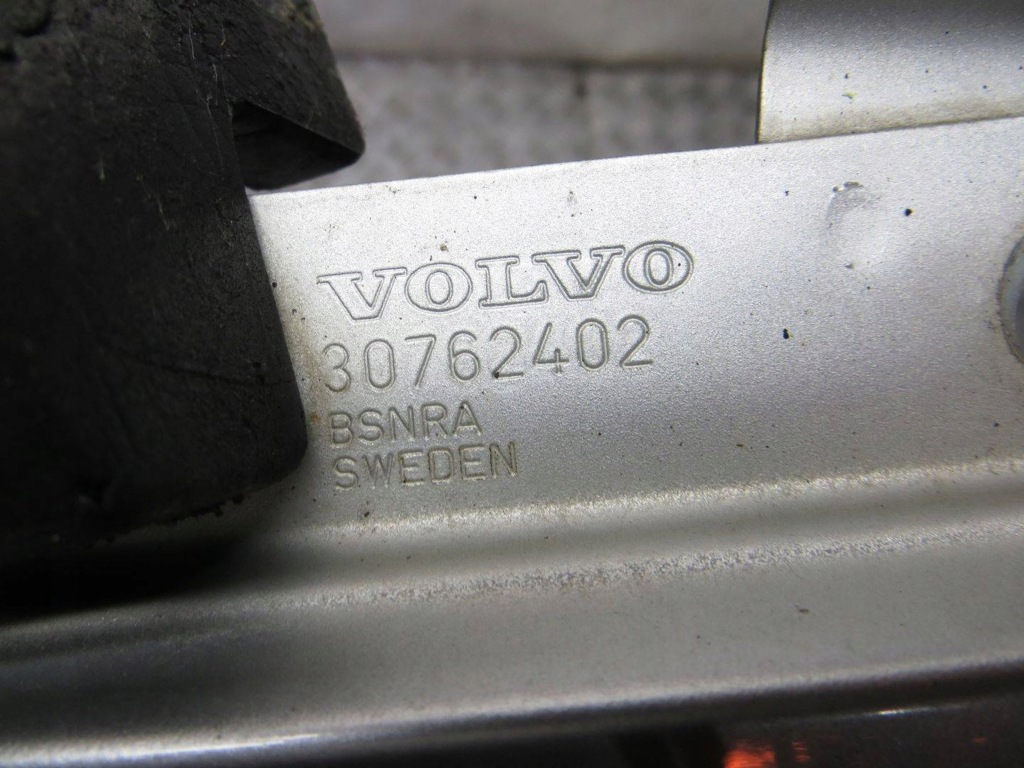 VOLVO
30762402
BSNRA
SWEDEN